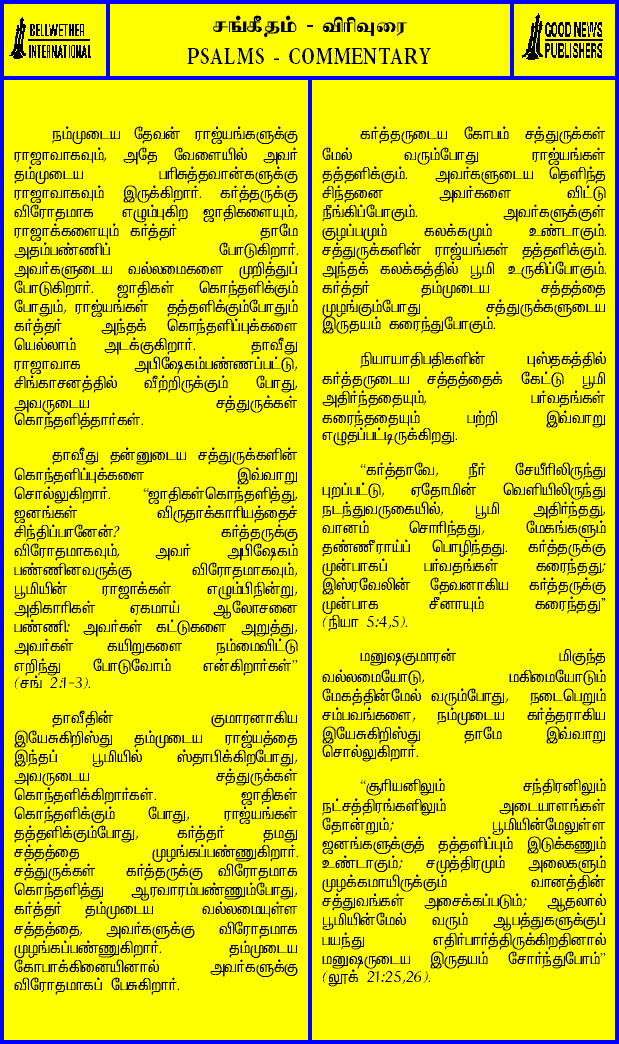 BELLWETHER
INTERNATIONAL
சங்கீதம் - விரிவுரை
PSALMS - COMMENTARY
GOOD NEWS
PUBLISHERS
நம்முடைய தேவன் ராஜ்யங்களுக்கு
ராஜாவாகவும், அதே வேளையில் அவர்
தம்முடைய பரிசுத்தவான்களுக்கு
ராஜாவாகவும் இருக்கிறார். கர்த்தருக்கு
விரோதமாக எழும்புகிற ஜாதிகளையும்,
ராஜாக்களையும் கர்த்தர் தாமே
அதம்பண்ணிப் போடுகிறார்.
அவர்களுடைய வல்லமைகளை முறித்துப்
போடுகிறார். ஜாதிகள் கொந்தளிக்கும்
போதும், ராஜ்யங்கள் தத்தளிக்கும்போதும்
கர்த்தர் அந்தக் கொந்தளிப்புக்களை
யெல்லாம் அடக்குகிறார். தாவீது
ராஜாவாக அபிஷேகம்பண்ணப்பட்டு,
சிங்காசனத்தில் வீற்றிருக்கும் போது,
அவருடைய சத்துருக்கள்
கொந்தளித்தார்கள்.
தாவீது தன்னுடைய சத்துருக்களின்
கொந்தளிப்புக்களை இவ்வாறு
சொல்லுகிறார். “ஜாதிகள்கொந்தளித்து,
ஜனங்கள் விருதாக்காரியத்தைச்
சிந்திப்பானேன்? கர்த்தருக்கு
விரோதமாகவும், அவர் அபிஷேகம்
பண்ணினவருக்கு விரோதமாகவும்,
பூமியின் ராஜாக்கள் எழும்பிநின்று,
அதிகாரிகள் ஏகமாய் ஆலோசனை
பண்ணி: அவர்கள் கட்டுகளை அறுத்து,
அவர்கள் கயிறுகளை நம்மைவிட்டு
எறிந்து போடுவோம் என்கிறார்கள்”
(சங் 2:1-3).
தாவீதின் குமாரனாகிய
இயேசுகிறிஸ்து தம்முடைய ராஜ்யத்தை
இந்தப் பூமியில் ஸ்தாபிக்கிறபோது,
அவருடைய சத்துருக்கள்
கொந்தளிக்கிறார்கள். ஜாதிகள்
கொந்தளிக்கும் போது, ராஜ்யங்கள்
தத்தளிக்கும்போது, கர்த்தர் தமது
சத்தத்தை முழங்கப்பண்ணுகிறார்.
சத்துருக்கள் கர்த்தருக்கு விரோதமாக
கொந்தளித்து ஆரவாரம்பண்ணும்போது,
கர்த்தர் தம்முடைய வல்லமையுள்ள
சத்தத்தை, அவர்களுக்கு விரோதமாக
முழங்கப்பண்ணுகிறார். தம்முடைய
கோபாக்கினையினால் அவர்களுக்கு
விரோதமாகப் பேசுகிறார்.
கர்த்தருடைய கோபம் சத்துருக்கள்
மேல் வரும்போது ராஜ்யங்கள்
தத்தளிக்கும். அவர்களுடைய தெளிந்த
சிந்தனை அவர்களை விட்டு
நீங்கிப்போகும். அவர்களுக்குள்
குழப்பமும் கலக்கமும் உண்டாகும்.
சத்துருக்களின் ராஜ்யங்கள் தத்தளிக்கும்.
அந்தக் கலக்கத்தில் பூமி உருகிப்போகும்.
கர்த்தர் தம்முடைய சத்தத்தை
முழங்கும்போது சத்துருக்களுடைய
இருதயம் கரைந்துபோகும்.
நியாயாதிபதிகளின் புஸ்தகத்தில்
கர்த்தருடைய சத்தத்தைக் கேட்டு பூமி
அதிர்ந்ததையும், பர்வதங்கள்
கரைந்ததையும் பற்றி இவ்வாறு
எழுதப்பட்டிருக்கிறது.
“கர்த்தாவே, நீர் சேயீரிலிருந்து
புறப்பட்டு, ஏதோமின் வெளியிலிருந்து
நடந்துவருகையில், பூமி அதிர்ந்தது,
வானம் சொரிந்தது, மேகங்களும்
தண்ணீராய்ப் பொழிந்தது. கர்த்தருக்கு
முன்பாகப் பர்வதங்கள் கரைந்தது;
இஸ்ரவேலின் தேவனாகிய கர்த்தருக்கு
முன்பாக சீனாயும் கரைந்தது”
(நியா 5:4,5).
மனுஷகுமாரன் மிகுந்த
வல்லமையோடு, மகிமையோடும்
மேகத்தின்மேல் வரும்போது, நடைபெறும்
சம்பவங்களை, நம்முடைய கர்த்தராகிய
இயேசுகிறிஸ்து தாமே இவ்வாறு
சொல்லுகிறார்.
“சூரியனிலும் சந்திரனிலும்
நட்சத்திரங்களிலும் அடையாளங்கள்
தோன்றும்; பூமியின்மேலுள்ள
ஜனங்களுக்குத் தத்தளிப்பும் இடுக்கணும்
உண்டாகும்; சமுத்திரமும் அலைகளும்
முழக்கமாயிருக்கும் வானத்தின்
சத்துவங்கள் அசைக்கப்படும்; ஆதலால்
பூமியின்மேல் வரும் ஆபத்துகளுக்குப்
பயந்து எதிர்பார்த்திருக்கிறதினால்
மனுஷருடைய இருதயம் சோர்ந்துபோம்”
(லூக் 21:25,26).